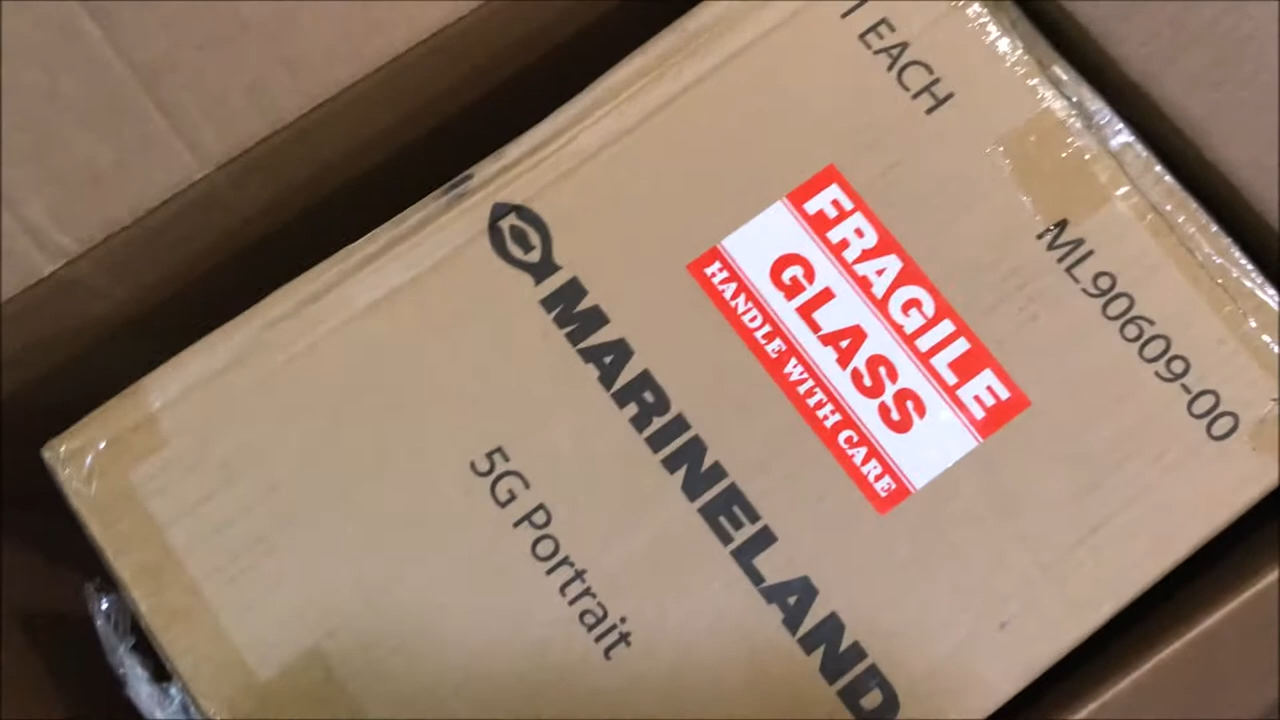 EACH
ML90609-00
FRAGILE
GLASS
HANDLE WITH CARE
MARINELAND
5G Portrait